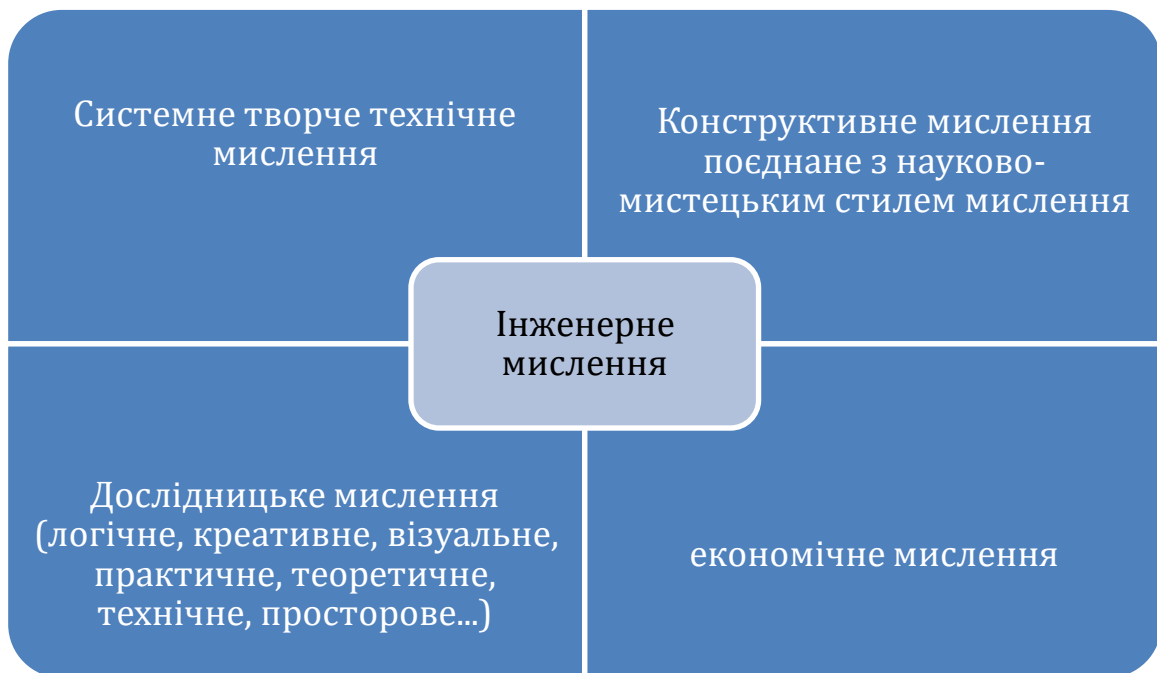 Системне творче технічне
мислення
Конструктивне мислення
поєднане з науково-
мистецьким стилем мислення
Інженерне
мислення
Дослідницьке мислення
(логічне, креативне, візуальне,
практичне, теоретичне,
технічне, просторове...)
економічне мислення